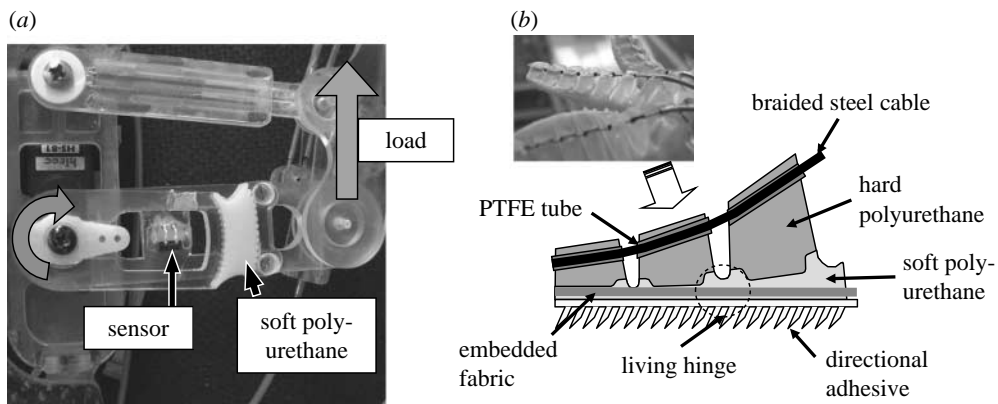 (a)
(b)
load
sensor
soft poly-
urethane
braided steel cable
PTFE tube
hard
polyurethane
soft poly-
urethane
embedded
fabric
living hinge
directional
adhesive
hitec